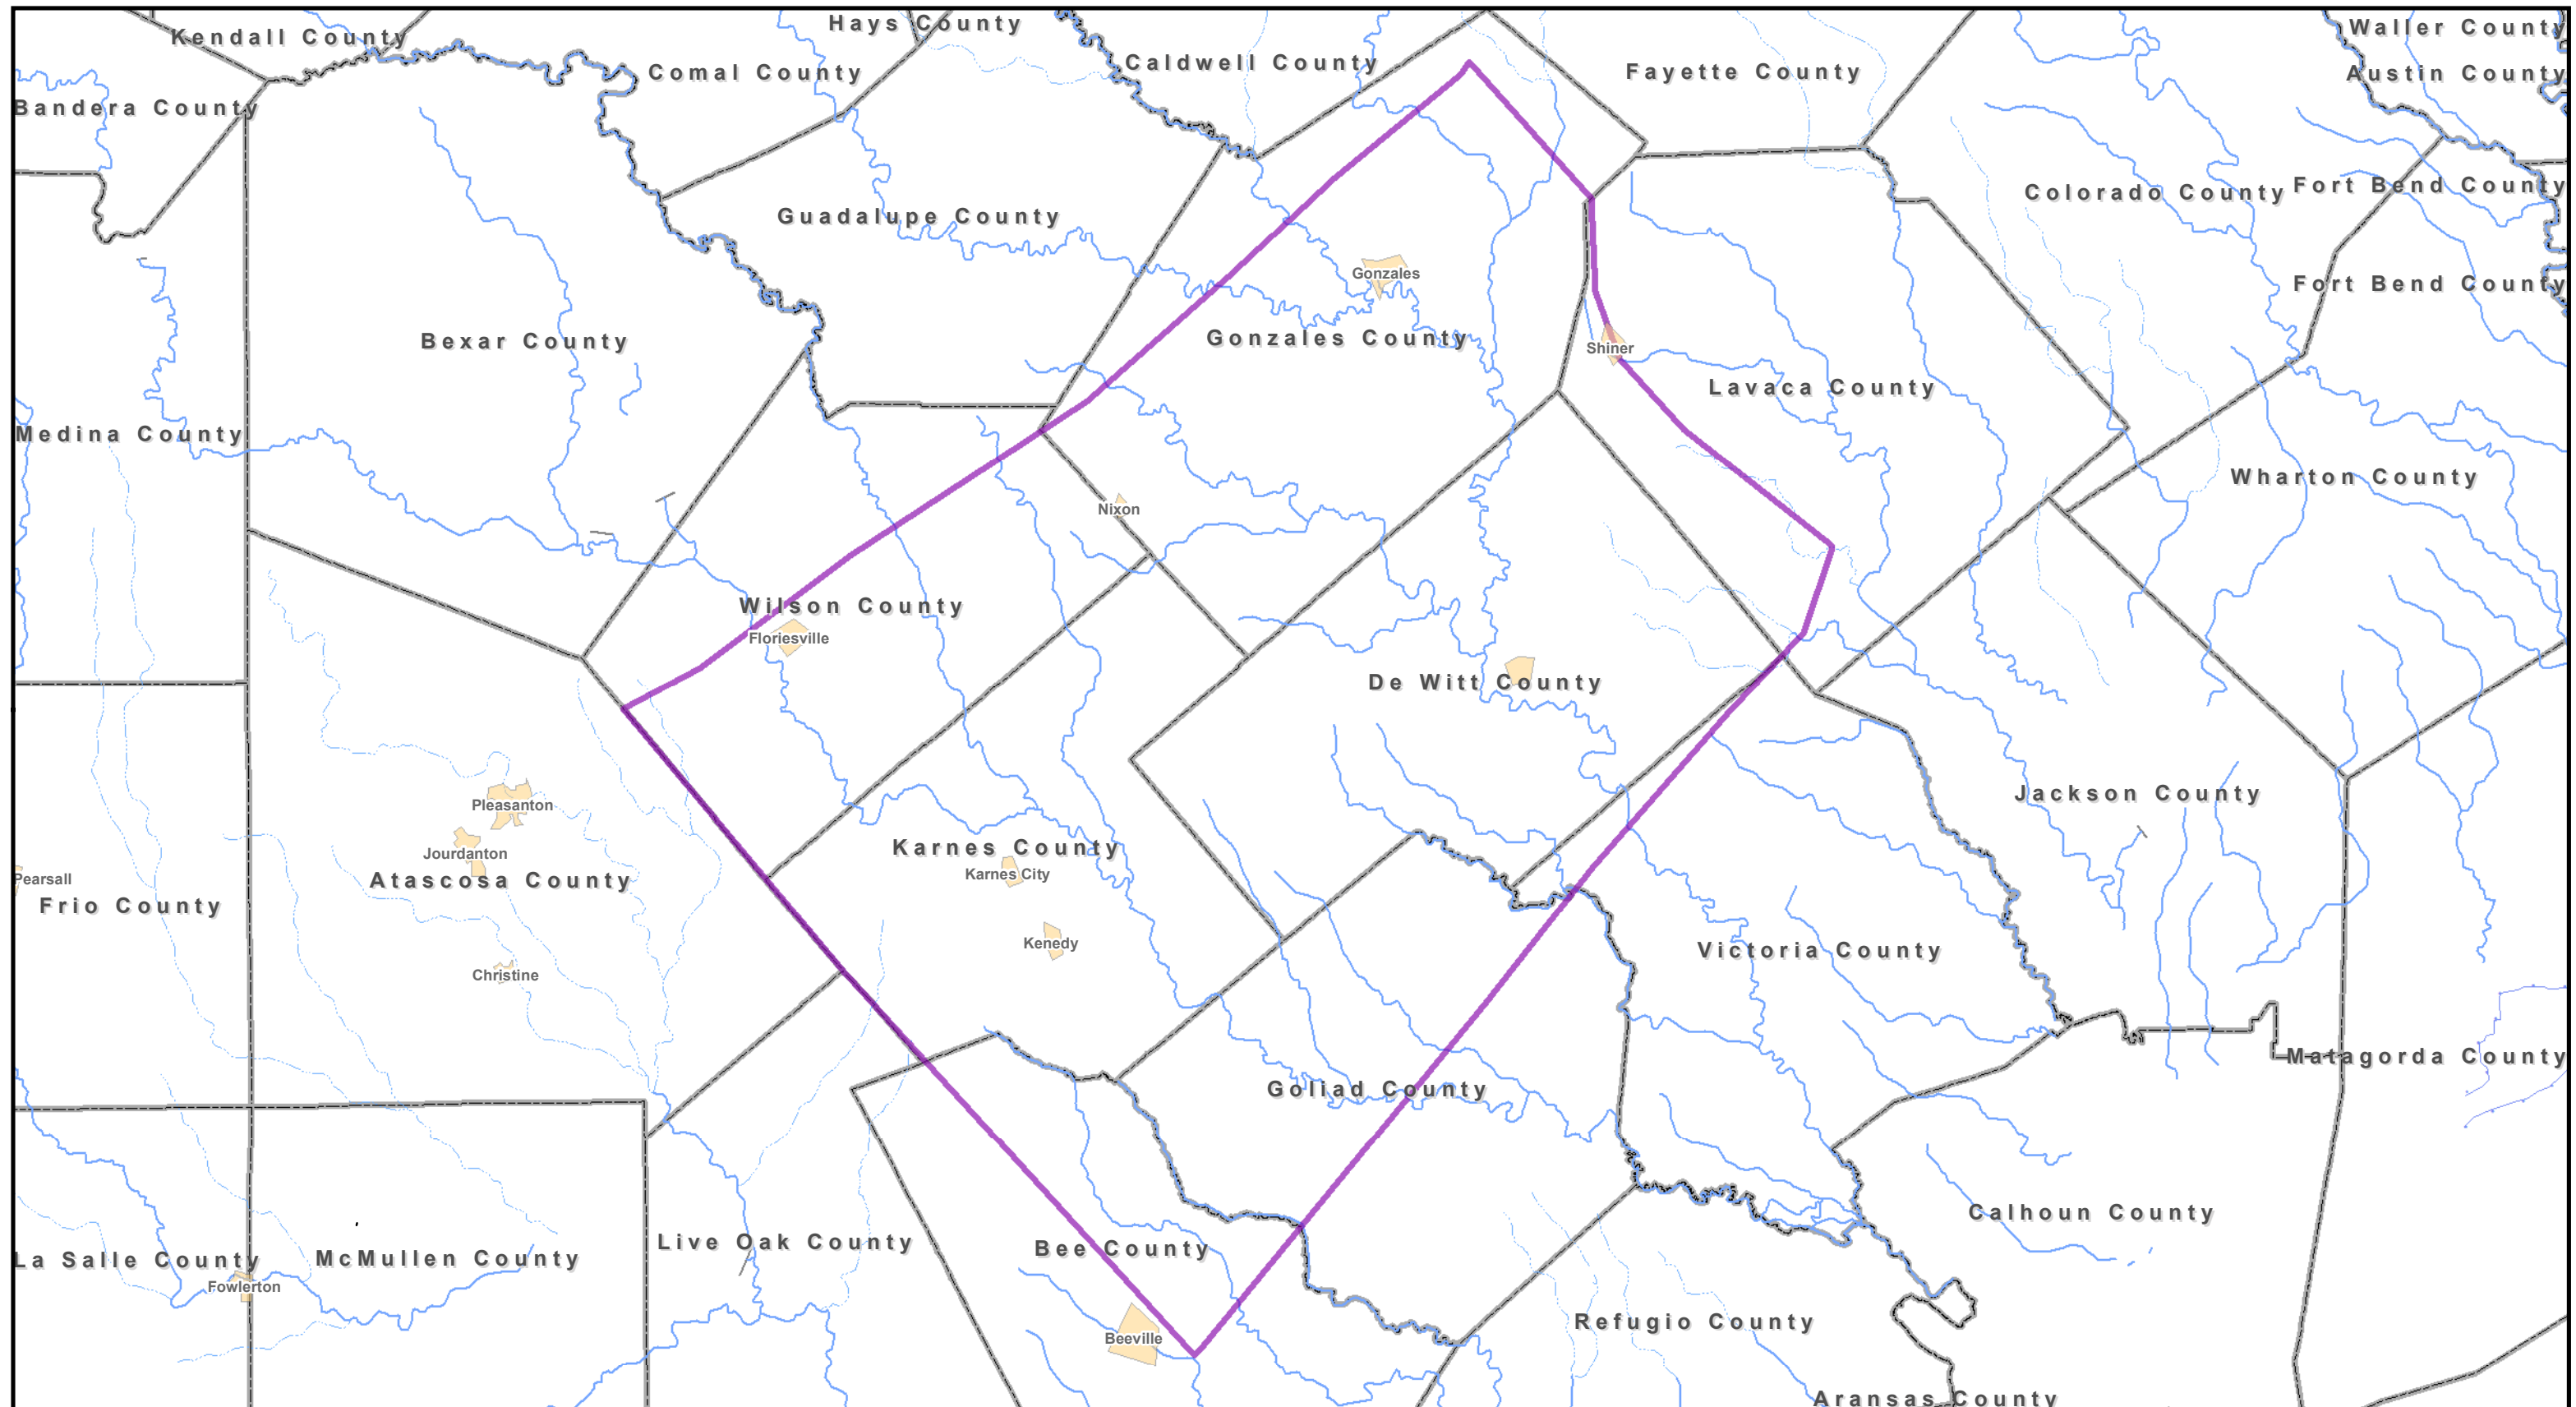 Hays County
Waller County
Kendall County
Caldwell County
Comal County
Fayette County
Austin County
Bandera County
Fort Bend County
Colorado County
Guadalupe County
Gonzales
Fort Bend County
Gonzales County
Bexar County
Shiner
Lavaca County
Medina County
Wharton County
Nixon
Wilson County
Floriesville
De Witt County
Jackson County
Pleasanton
Karnes County
Jourdanton
Karnes City
Pearsall
Atascosa County
Frio County
Kenedy
Victoria County
Christine
Matagorda County
Goliad County
Calhoun County
Live Oak County
Bee County
La Salle County
McMullen County
Fowlerton
Refugio County
Beeville
Aransas County